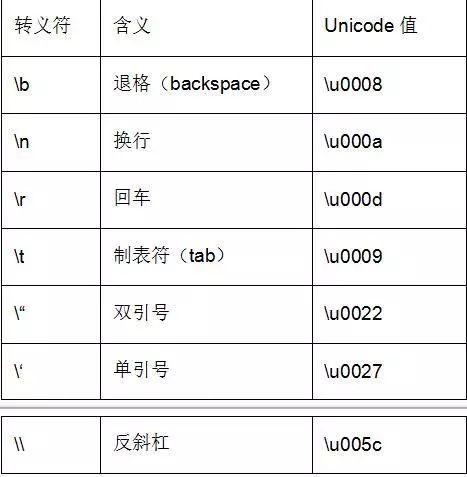 转义符 含义 Unicode 值
\b 退格（backspace） \u0008
\n 换行 \u000a
\r 回车 \u000d
\t 制表符（tab） \u0009
\“ 双引号 \u0022
\‘ 单引号 \u0027
\\ 反斜杠 \u005c